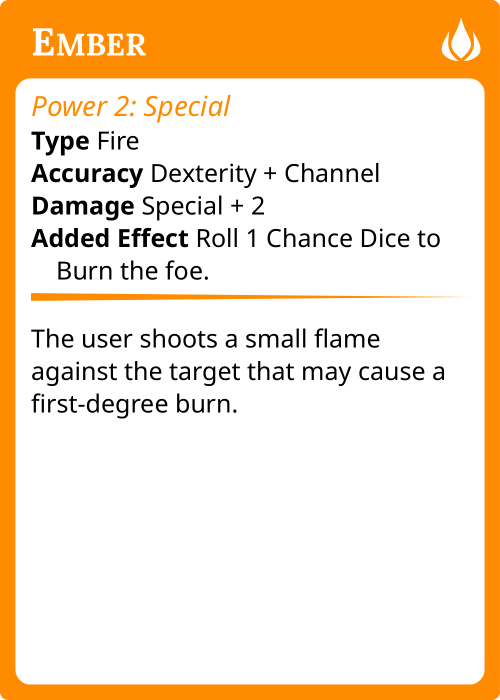 EMBER
Power 2: Special
Type Fire
Accuracy Dexterity + Channel
Damage Special + 2
Added Effect Roll 1 Chance Dice to
Burn the foe.
The user shoots a small flame
against the target that may cause a
first-degree burn.